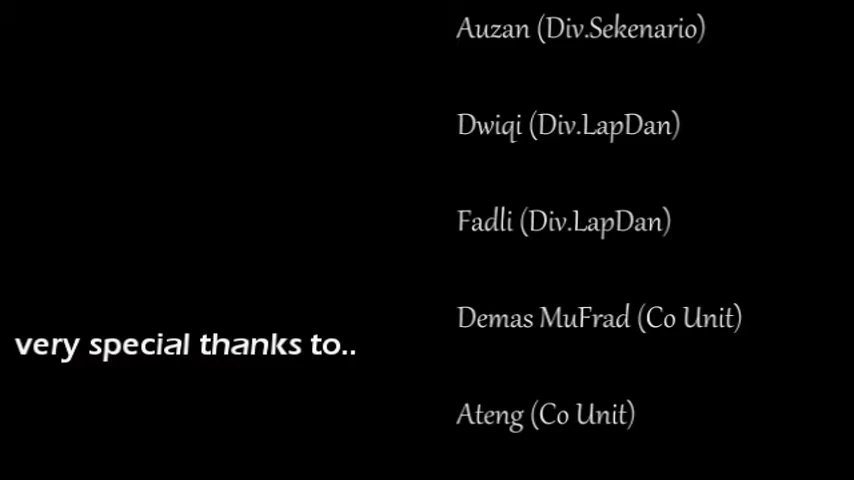 Auzan (Div.Sekenario)
Dwiqi (Div.LapDan)
Fadli (Div.LapDan)
Demas MuFrad (Co Unit)
very special thanks to..
Ateng (Co Unit)